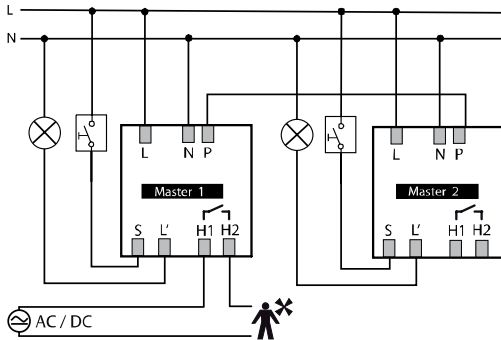 L
N
L N P L N P
Master 1 Master 2
S L' H1 H2 S L' H1 H2
AC / DC